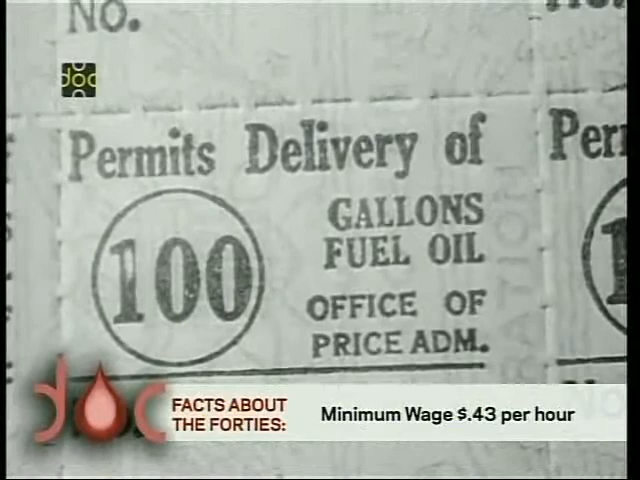 NO.
doc
Permits Delivery of
100
GALLONS
FUEL OIL
OFFICE OF
PRICE ADM.
doc
FACTS ABOUT
THE FORTIES:
Minimum Wage $.43 per hour